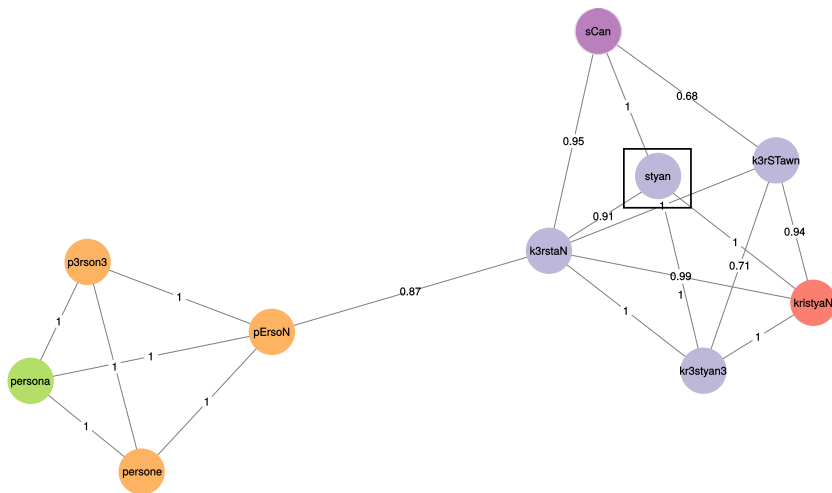 sCan
0.68
1
0.95
k3rSTawn
styan
1
0.91
0.94
1
k3rstaN
p3rson3
0.71
0.99
0.87
1
1
kristyaN
1
1
pErsoN
1
1
1
1
kr3styan3
persona
1
1
persone